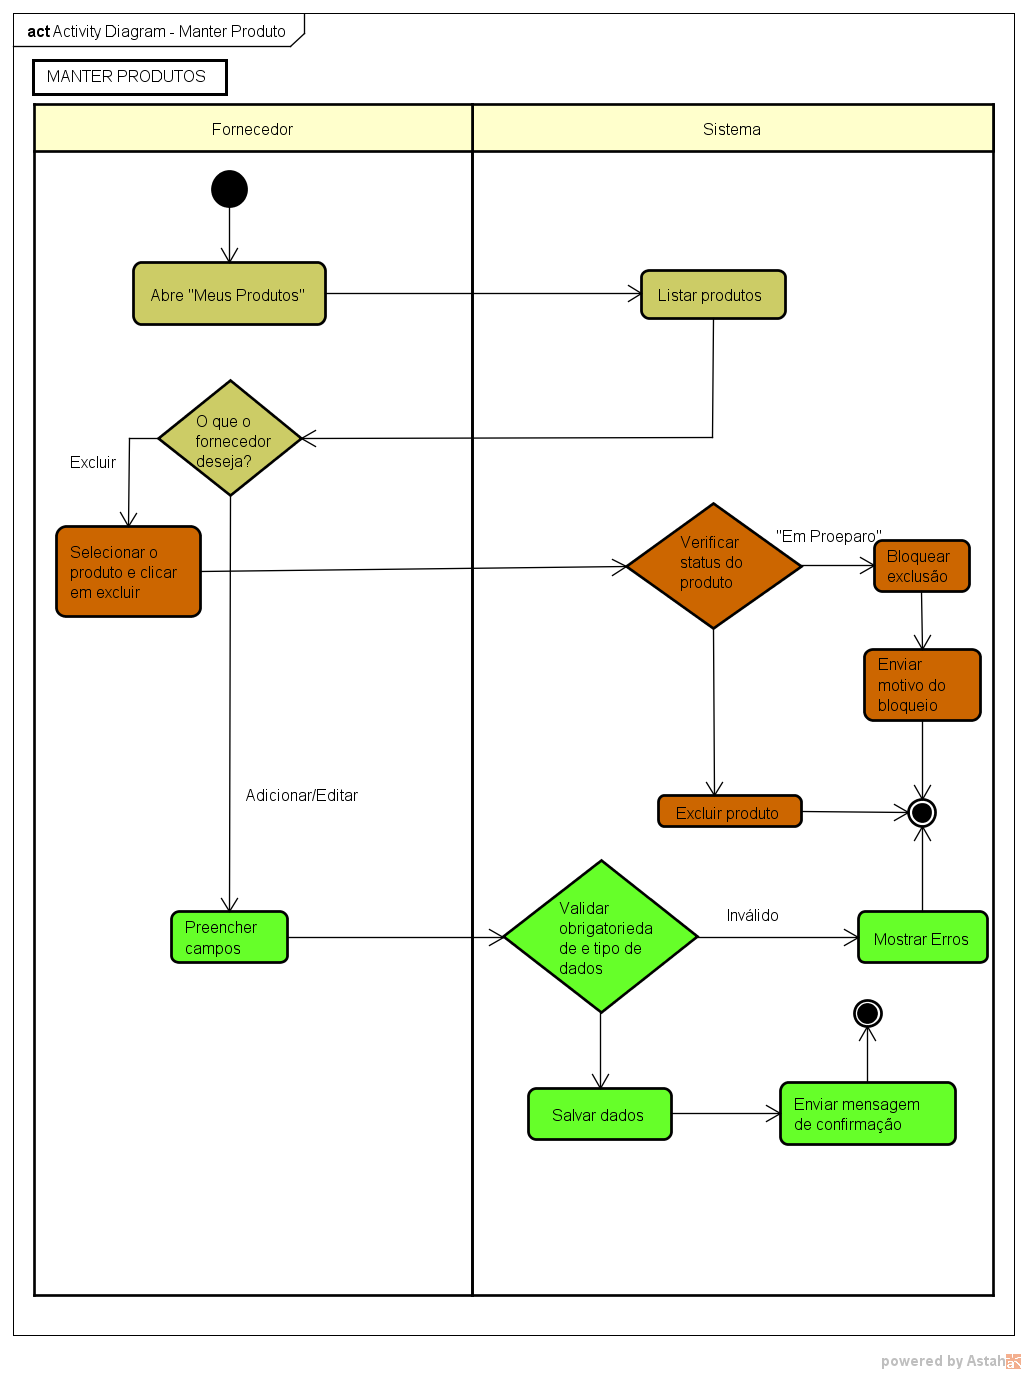 act Activity Diagram - Manter Produto
MANTER PRODUTOS
Fornecedor
Sistema
Abre "Meus Produtos"
Listar produtos
O que o
fornecedor
deseja?
Excluir
Selecionar o
produto e clicar
em excluir
Verificar
status do
produto
"Em Proeparo"
Bloquear
exclusão
Enviar
motivo do
bloqueio
Adicionar/Editar
Excluir produto
Preencher
campos
Validar
obrigatorieda
de e tipo de
dados
Inválido
Mostrar Erros
Salvar dados
Enviar mensagem
de confirmação
powered by Astah